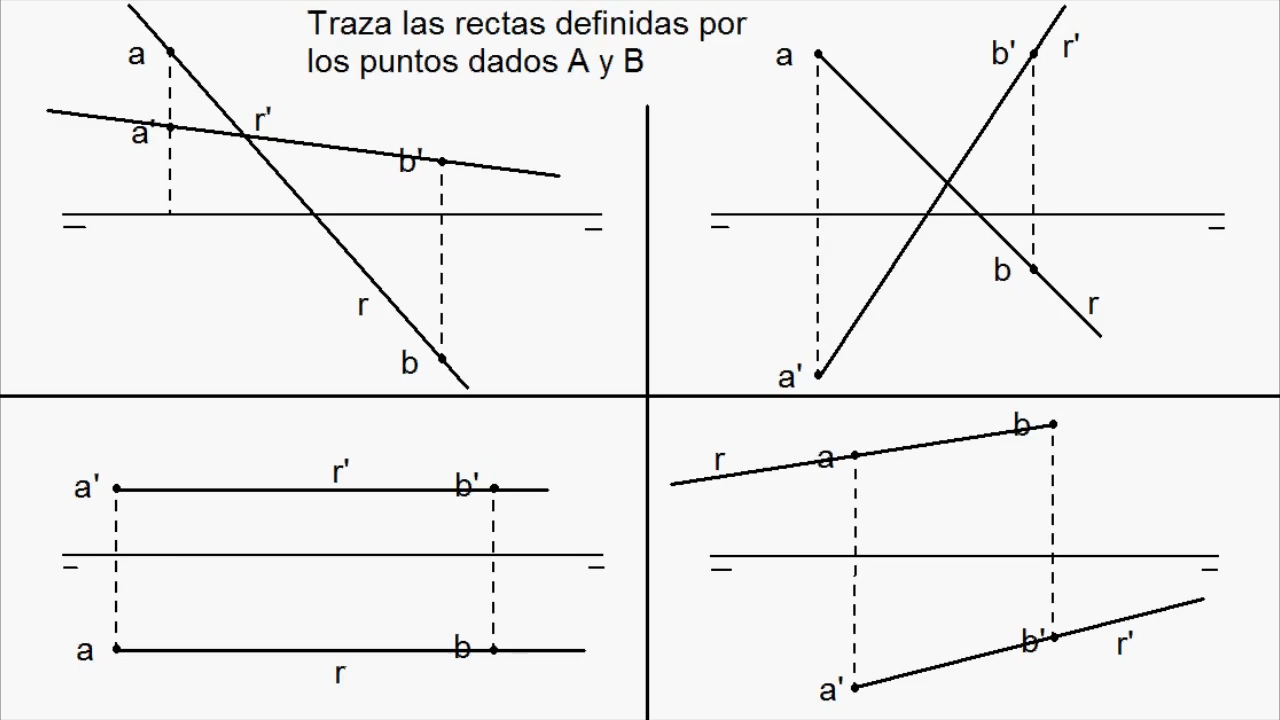 Traza las rectas definidas por
los puntos dados A y B
a
a'
r'
b'
r
b
a
b'
r'
b
r
a'
a'
r'
b'
a
b
r
r
a
b
b'
r'
a'